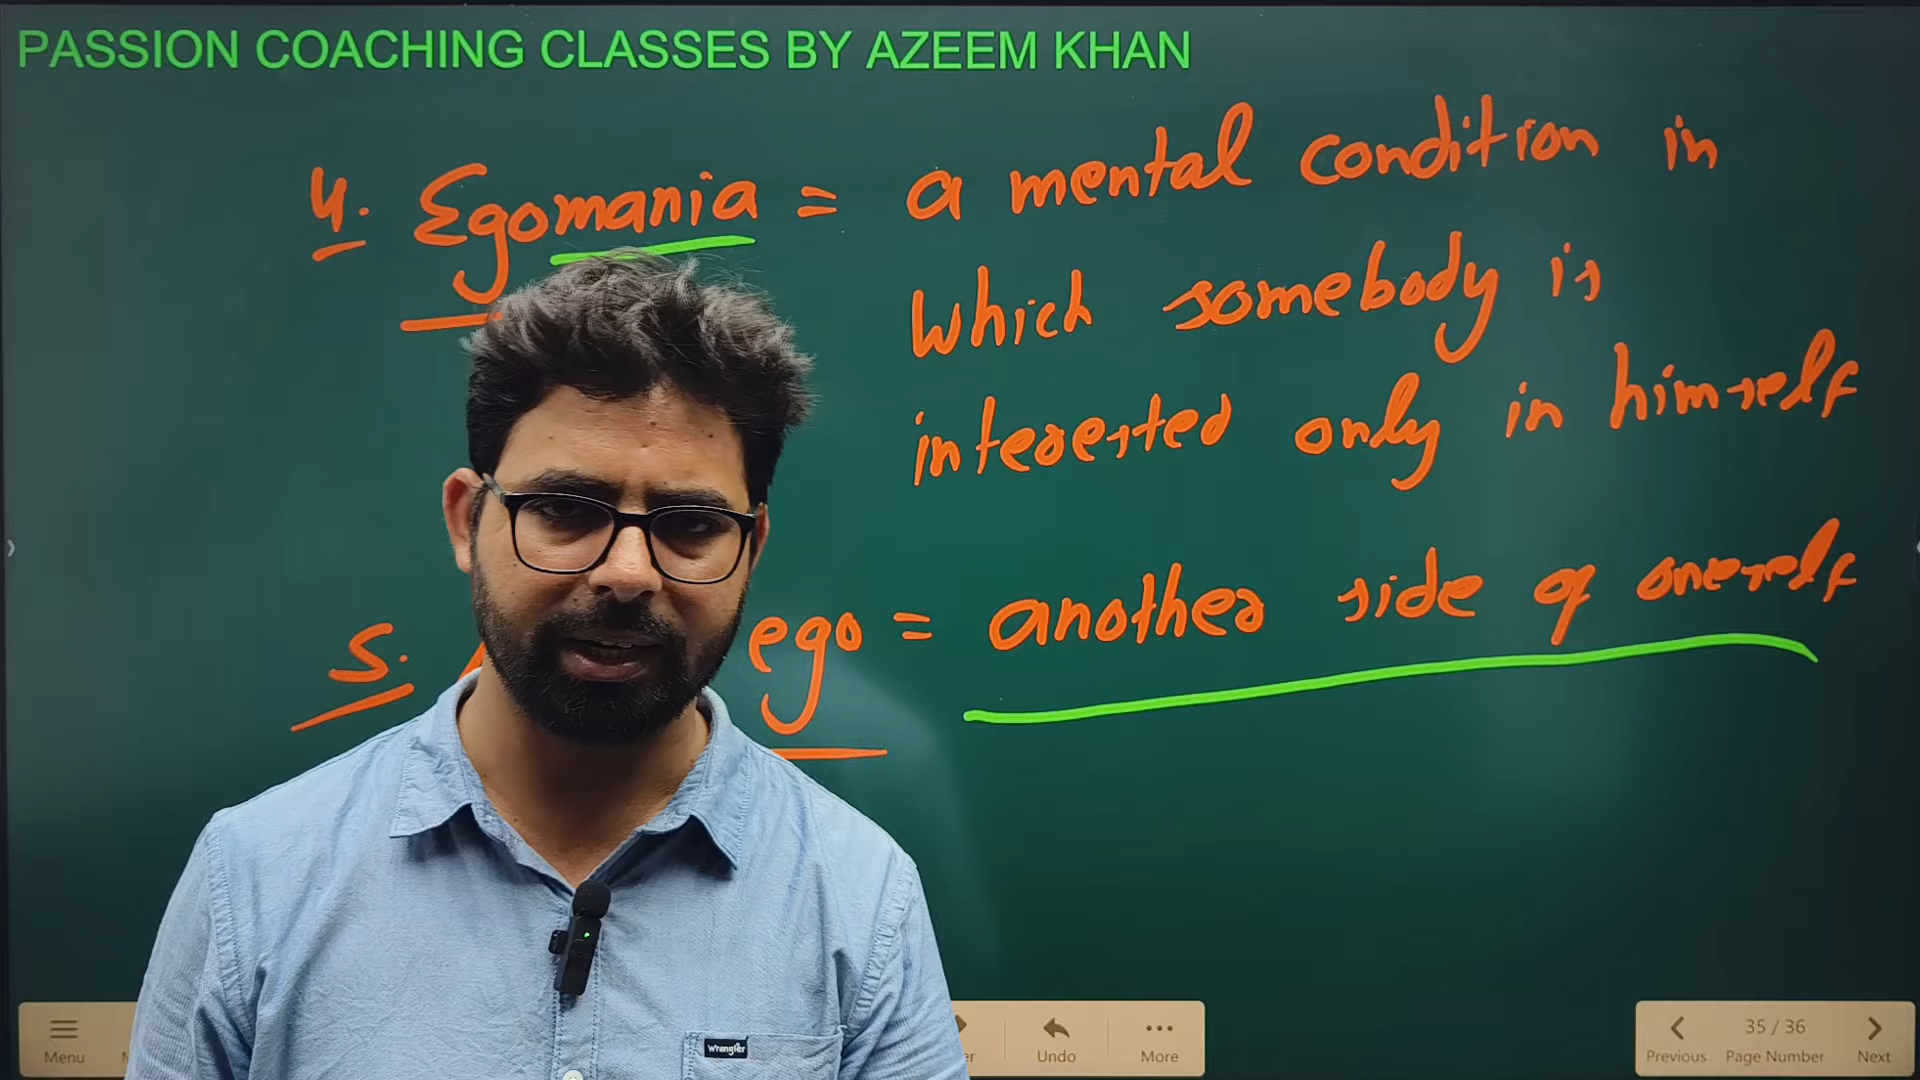 PASSION COACHING CLASSES BY AZEEM KHAN
4. Egomania = a mental condition in
which somebody is
interested only in himself
5. ego = another side of oneself
Wrangler
Menu
Undo
More
35 / 36
Previous Page Number Next